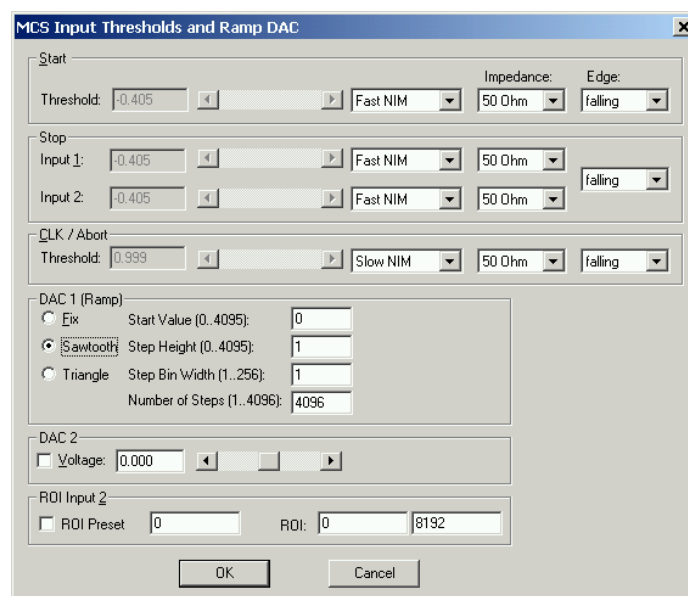 MCS Input Thresholds and Ramp DAC
Start
Impedance: Edge:
Threshold: -0.405 Fast NIM 50 Ohm falling
Stop
Input 1: -0.405 Fast NIM 50 Ohm
falling
Input 2: -0.405 Fast NIM 50 Ohm
CLK / Abort
Threshold: 0.999 Slow NIM 50 Ohm falling
DAC 1 (Ramp)
Fix Start Value (0..4095): 0
Sawtooth Step Height (0..4095): 1
Triangle Step Bin Width (1..256): 1
Number of Steps (1..4096): 4096
DAC 2
Voltage: 0.000
ROI Input 2
ROI Preset 0 ROI: 0 8192
OK Cancel